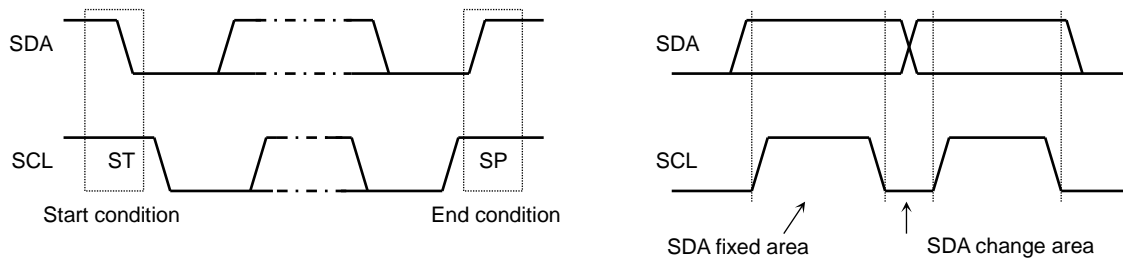 SDA
SCL
ST
SP
Start condition
End condition
SDA
SCL
SDA fixed area
SDA change area